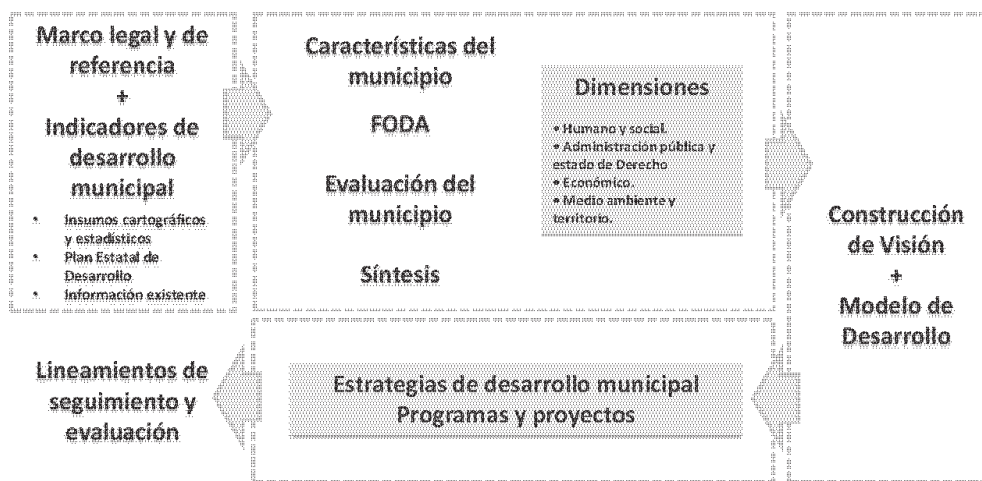 Marco legal y de
referencia
+
Indicadores de
desarrollo
municipal
• Insumos cartográficos
y estadísticos
• Plan Estatal de
Desarrollo
• Información existente
Características del
municipio
FODA
Evaluación del
municipio
Síntesis
Dimensiones
• Humano y social.
• Administración pública y
estado de Derecho
• Económico.
• Medio ambiente y
territorio.
Construcción
de Visión
+
Modelo de
Desarrollo
Estrategias de desarrollo municipal
Programas y proyectos
Lineamientos de
seguimiento y
evaluación